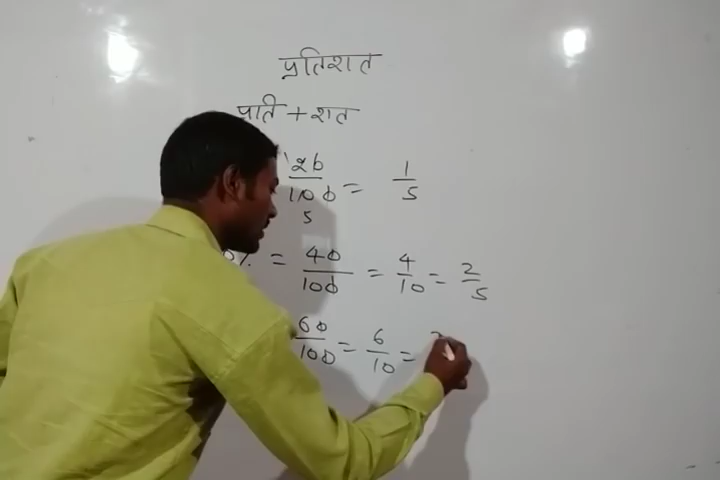 प्रतिशत
प्रति + शत
20/100 = 1/5
% = 40/100 = 4/10 = 2/5
60/100 = 6/10 =